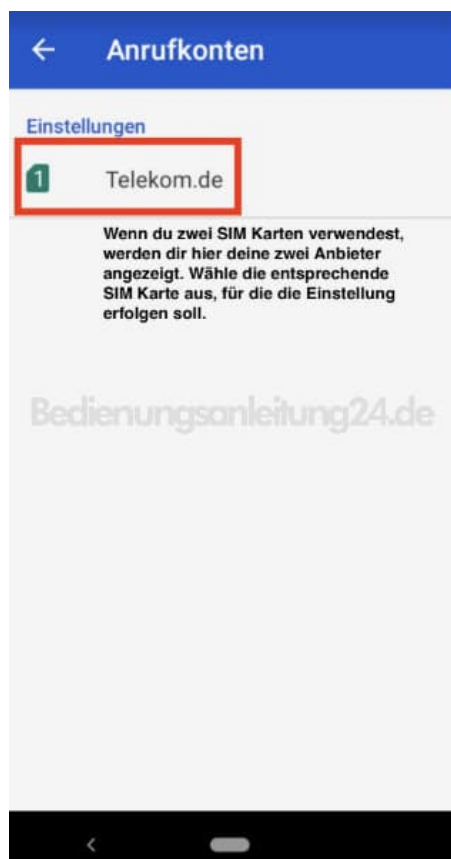 Anrufkonten
Einstellungen
1
Telekom.de
Wenn du zwei SIM Karten verwendest,
werden dir hier deine zwei Anbieter
angezeigt. Wähle die entsprechende
SIM Karte aus, für die die Einstellung
erfolgen soll.
Bedienungsanleitung24.de